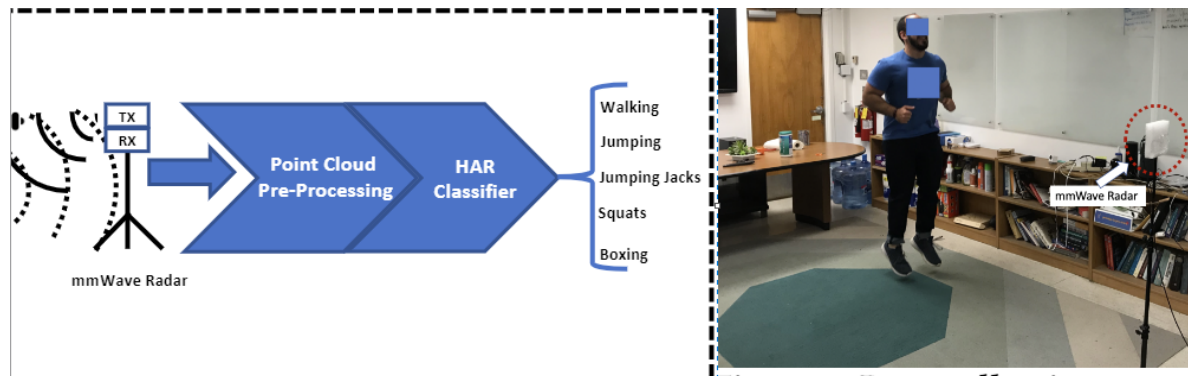 TX
RX
mmWave Radar
Point Cloud
Pre-Processing
HAR
Classifier
Walking
Jumping
Jumping Jacks
Squats
Boxing
mmWave Radar